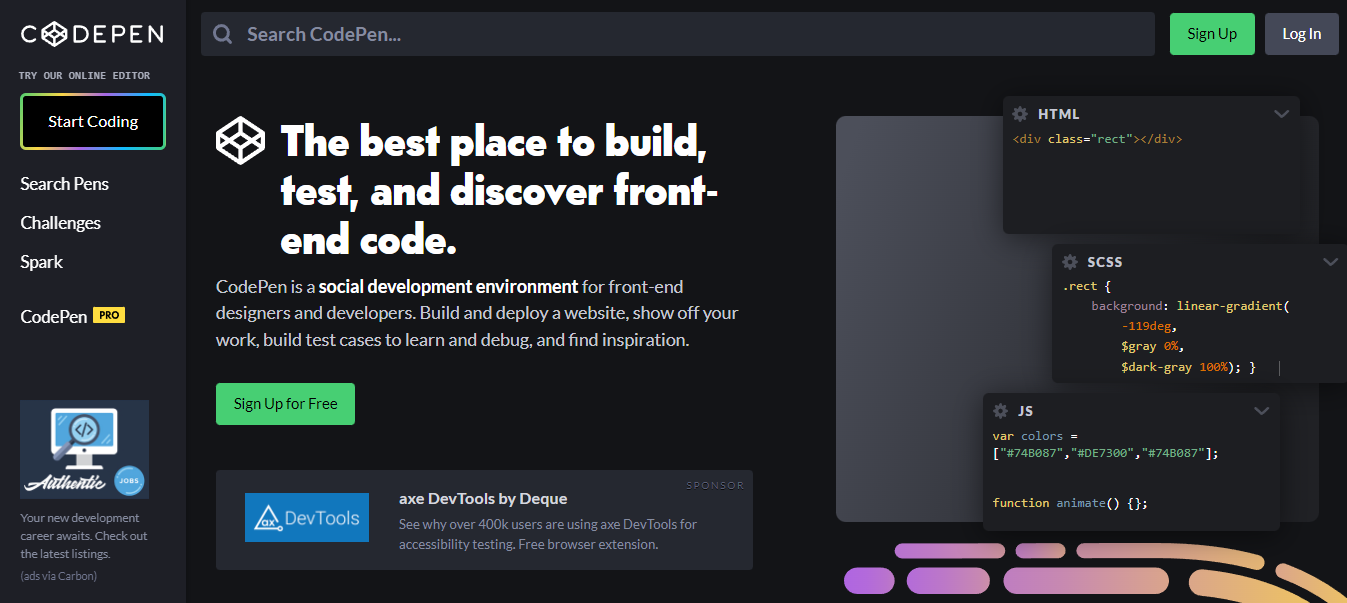 CODEPEN
TRY OUR ONLINE EDITOR
Start Coding
Search Pens
Challenges
Spark
CodePen PRO
Authentic
JOBS
Your new development
career awaits. Check out
the latest listings.
(ads via Carbon)
Search CodePen...
Sign Up
Log In
The best place to build,
test, and discover front-
end code.
CodePen is a social development environment for front-end
designers and developers. Build and deploy a website, show off your
work, build test cases to learn and debug, and find inspiration.
Sign Up for Free
SPONSOR
ax DevTools
axe DevTools by Deque
See why over 400k users are using axe DevTools for
accessibility testing. Free browser extension.
HTML
<div class="rect"></div>
SCSS
.rect {
background: linear-gradient(
-119deg,
$gray 0%,
$dark-gray 100%); }
JS
var colors =
["#74B087","#DE7300","#74B087"];
function animate() {};